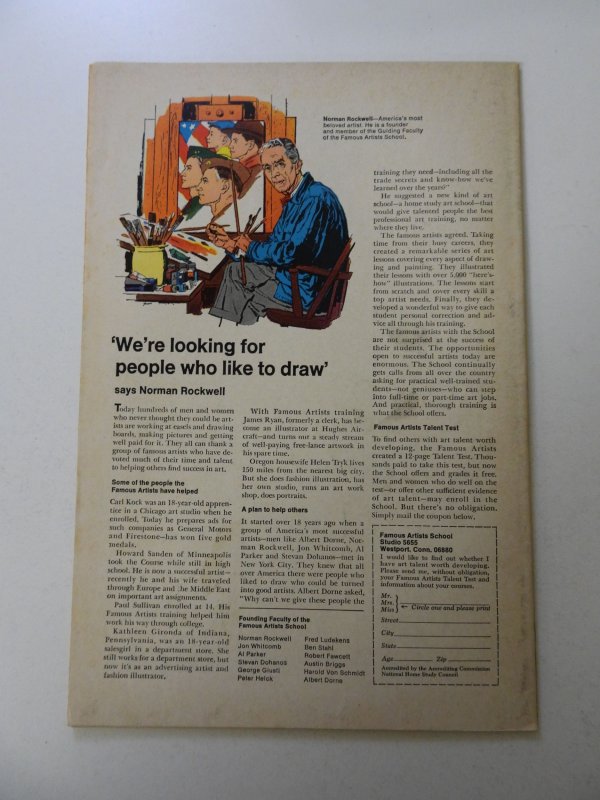 Norman Rockwell—America's most
beloved artist. He is a founder
and member of the Guiding Faculty
of the Famous Artists School.
'We're looking for
people who like to draw'
says Norman Rockwell
Today hundreds of men and women
who never thought they could be art-
ists are working at easels and drawing
boards, making pictures and getting
well paid for it. They all can thank a
group of famous artists who have de-
voted much of their time and talent
to helping others find success in art.
Some of the people the
Famous Artists have helped
Carl Kock was an 18-year-old appren-
tice in a Chicago art studio when he
enrolled. Today he prepares ads for
such companies as General Motors
and Firestone—has won five gold
medals.
Howard Sanden of Minneapolis
took the Course while still in high
school. He is now a successful artist—
recently he and his wife traveled
through Europe and the Middle East
on important art assignments.
Paul Sullivan enrolled at 14. His
Famous Artists training helped him
work his way through college.
Kathleen Gironda of Indiana,
Pennsylvania, was an 18-year-old
salesgirl in a department store. She
still works for a department store, but
now it's as an advertising artist and
fashion illustrator.
With Famous Artists training
James Ryan, formerly a clerk, has be-
come an illustrator at Hughes Air-
craft—and turns out a steady stream
of well-paying free-lance artwork in
his spare time.
Oregon housewife Helen Tryk lives
150 miles from the nearest big city.
But she does fashion illustration, has
her own studio, runs an art work
shop, does portraits.
A plan to help others
It started over 18 years ago when a
group of America's most successful
artists—men like Albert Dorne, Nor-
man Rockwell, Jon Whitcomb, Al
Parker and Stevan Dohanos—met in
New York City. They knew that all
over America there were people who
liked to draw who could be turned
into good artists. Albert Dorne asked,
"Why can't we give these people the
Founding Faculty of the
Famous Artists School
Norman Rockwell
Jon Whitcomb
Al Parker
Stevan Dohanos
George Giusti
Peter Helck
Fred Ludekens
Ben Stahl
Robert Fawcett
Austin Briggs
Harold Von Schmidt
Albert Dorne
training they need—including all the
trade secrets and know-how we've
learned over the years?"
He suggested a new kind of art
school—a home study art school—that
would give talented people the best
professional art training, no matter
where they live.
The famous artists agreed. Taking
time from their busy careers, they
created a remarkable series of art
lessons covering every aspect of draw-
ing and painting. They illustrated
their lessons with over 5,000 "here's-
how" illustrations. The lessons start
from scratch and cover every skill a
top artist needs. Finally, they de-
veloped a wonderful way to give each
student personal correction and ad-
vice all through his training.
The famous artists with the School
are not surprised at the success of
their students. The opportunities
open to successful artists today are
enormous. The School continually
gets calls from all over the country
asking for practical well-trained stu-
dents—not geniuses—who can step
into full-time or part-time art jobs.
And practical, thorough training is
what the School offers.
Famous Artists Talent Test
To find others with art talent worth
developing, the Famous Artists
created a 12-page Talent Test. Thou-
sands paid to take this test, but now
the School offers and grades it free.
Men and women who do well on the
test—or offer other sufficient evidence
of art talent—may enroll in the
School. But there's no obligation.
Simply mail the coupon below.
Famous Artists School
Studio 5655
Westport, Conn. 06880
I would like to find out whether I
have art talent worth developing.
Please send me, without obligation,
your Famous Artists Talent Test and
information about your courses.
Mr.
Mrs. ← Circle one and please print
Miss
Street
City
State
Age Zip
Accredited by the Accrediting Commission
National Home Study Council